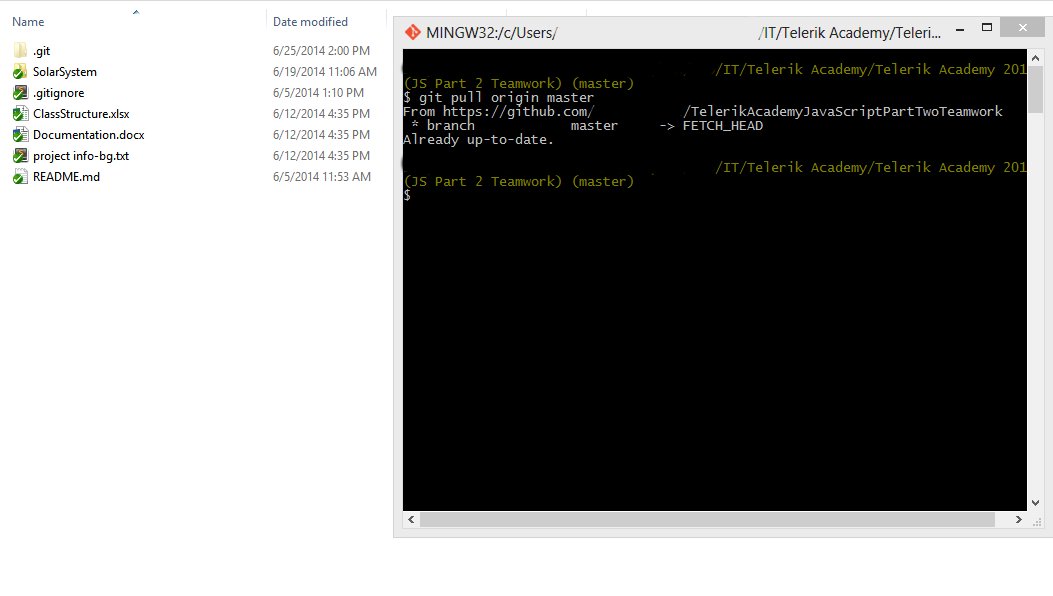 Name Date modified
.git 6/25/2014 2:00 PM
SolarSystem 6/19/2014 11:06 AM
.gitignore 6/5/2014 1:10 PM
ClassStructure.xlsx 6/12/2014 4:35 PM
Documentation.docx 6/12/2014 4:35 PM
project info-bg.txt 6/12/2014 4:35 PM
README.md 6/5/2014 11:53 AM
MINGW32:/c/Users/ /IT/Telerik Academy/Teleri...
/IT/Telerik Academy/Telerik Academy 201
(JS Part 2 Teamwork) (master)
$ git pull origin master
From https://github.com/ /TelerikAcademyJavaScriptPartTwoTeamwork
* branch master -> FETCH_HEAD
Already up-to-date.
/IT/Telerik Academy/Telerik Academy 201
(JS Part 2 Teamwork) (master)
$